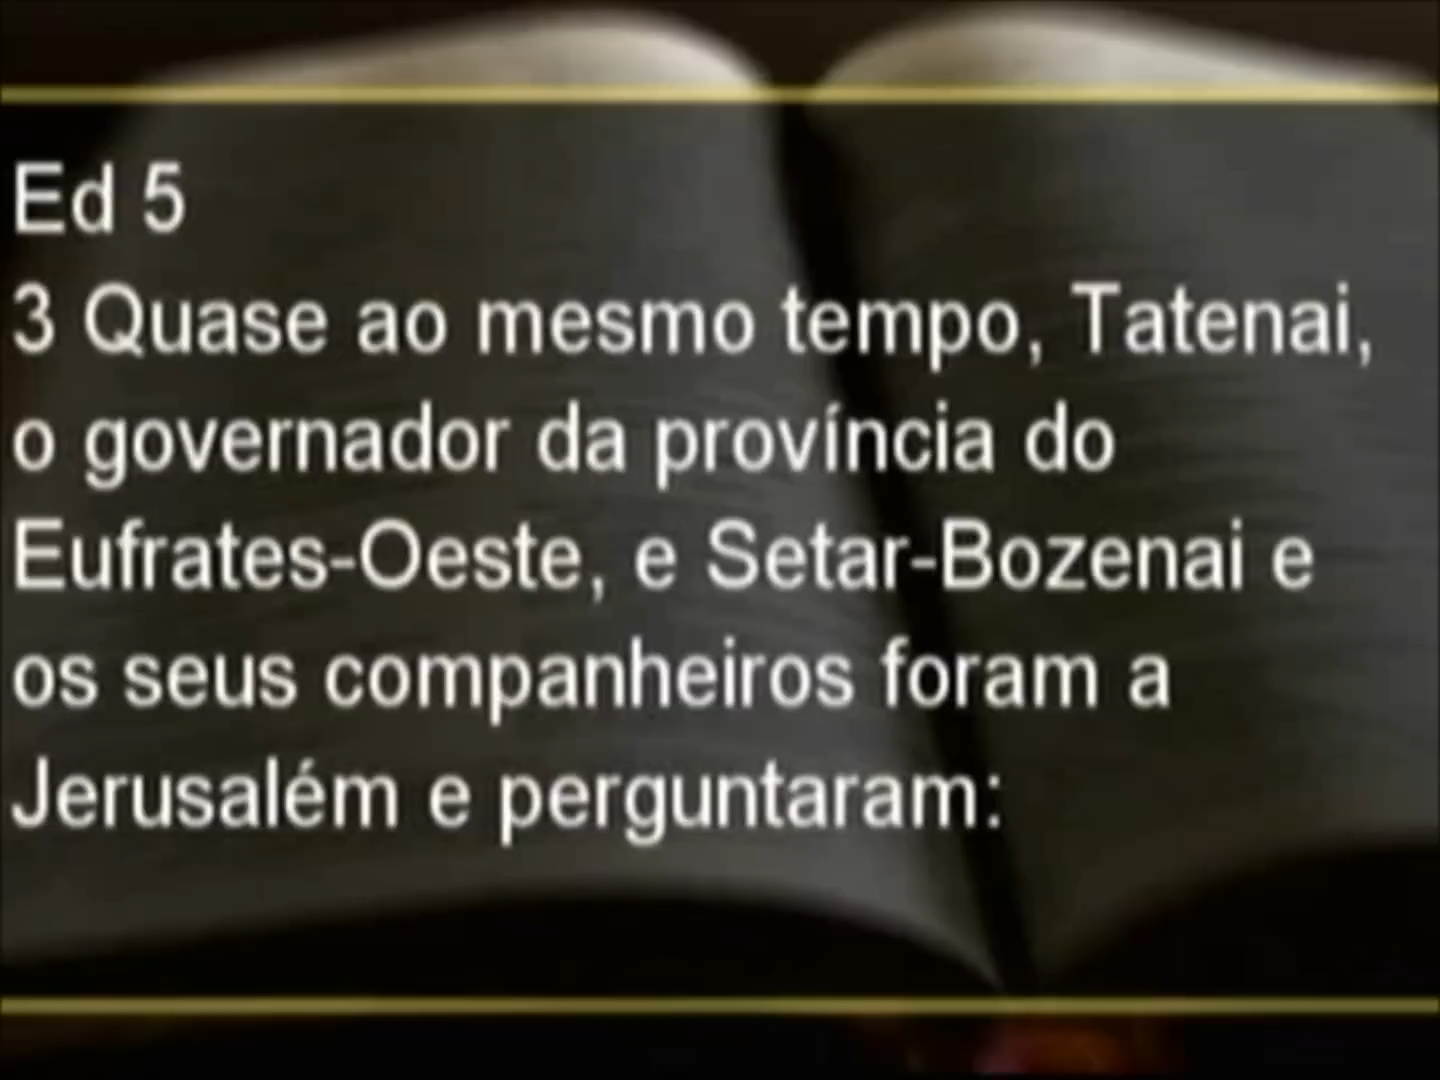 Ed 5
3 Quase ao mesmo tempo, Tatenai,
o governador da província do
Eufrates-Oeste, e Setar-Bozenai e
os seus companheiros foram a
Jerusalém e perguntaram: